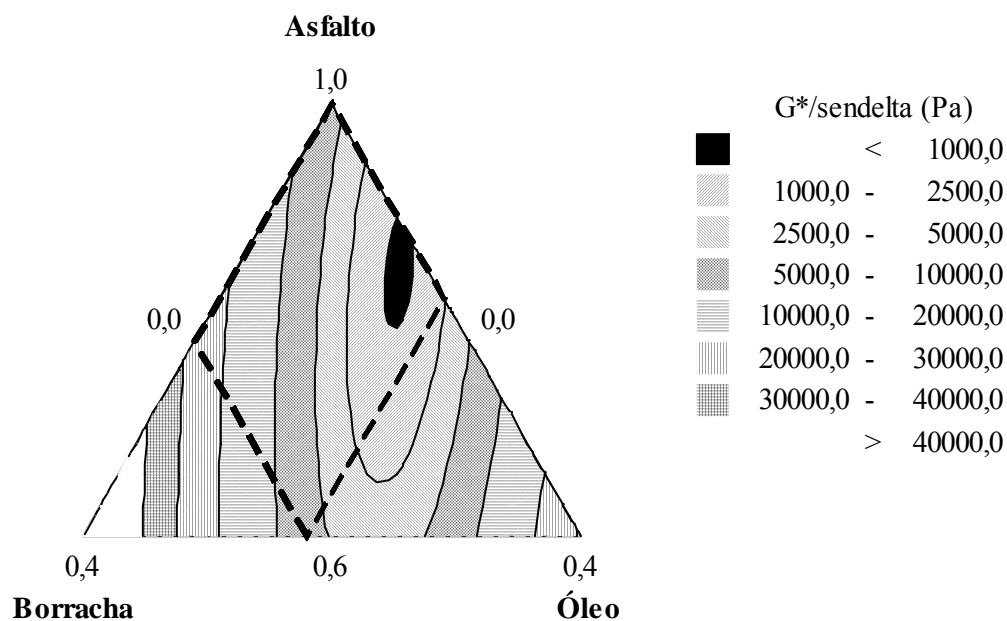 Asfalto
1,0
G*/sendelta (Pa)
< 1000,0
1000,0 - 2500,0
2500,0 - 5000,0
5000,0 - 10000,0
10000,0 - 20000,0
20000,0 - 30000,0
30000,0 - 40000,0
> 40000,0
0,0 0,0
0,4 0,6 0,4
Borracha Óleo